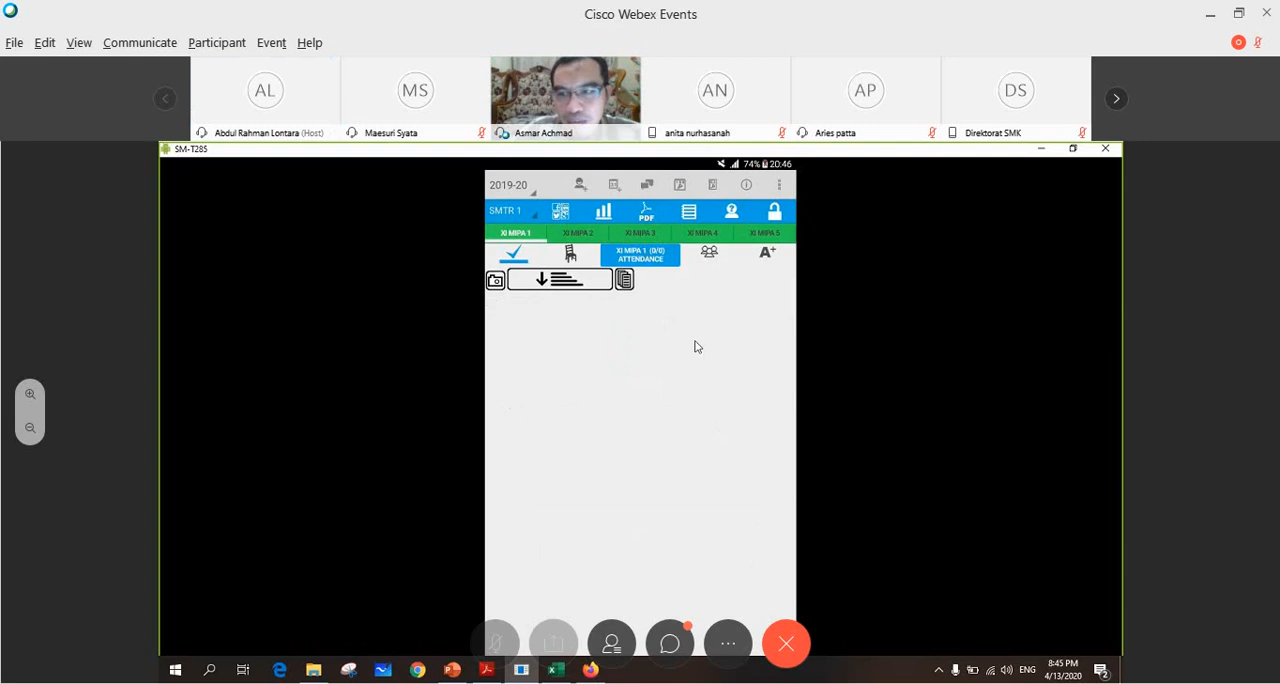 Cisco Webex Events
File Edit View Communicate Participant Event Help
AL MS AN AP DS
Abdul Rahman Lontara (Host) Maesuri Syata Asmar Achmad anita nurhasanah Aries patta Direktorat SMK
SM-T285
74% 20:46
2019-20
SMTR 1 PDF
XI MIPA 1 XI MIPA 2 XI MIPA 3 XI MIPA 4 XI MIPA 5
XI MIPA 1 (0/0)
ATTENDANCE
A+
ENG
8:45 PM
4/13/2020
2